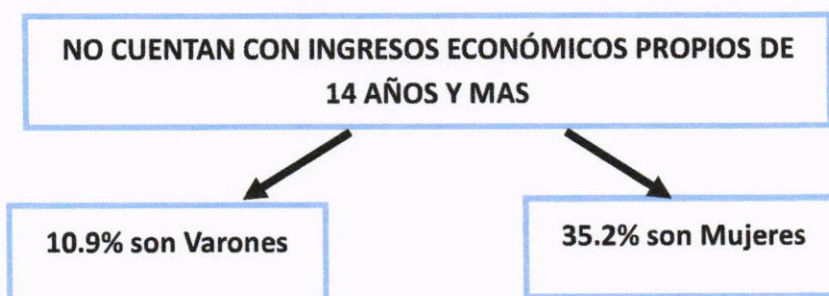 NO CUENTAN CON INGRESOS ECONÓMICOS PROPIOS DE
14 AÑOS Y MAS
10.9% son Varones
35.2% son Mujeres